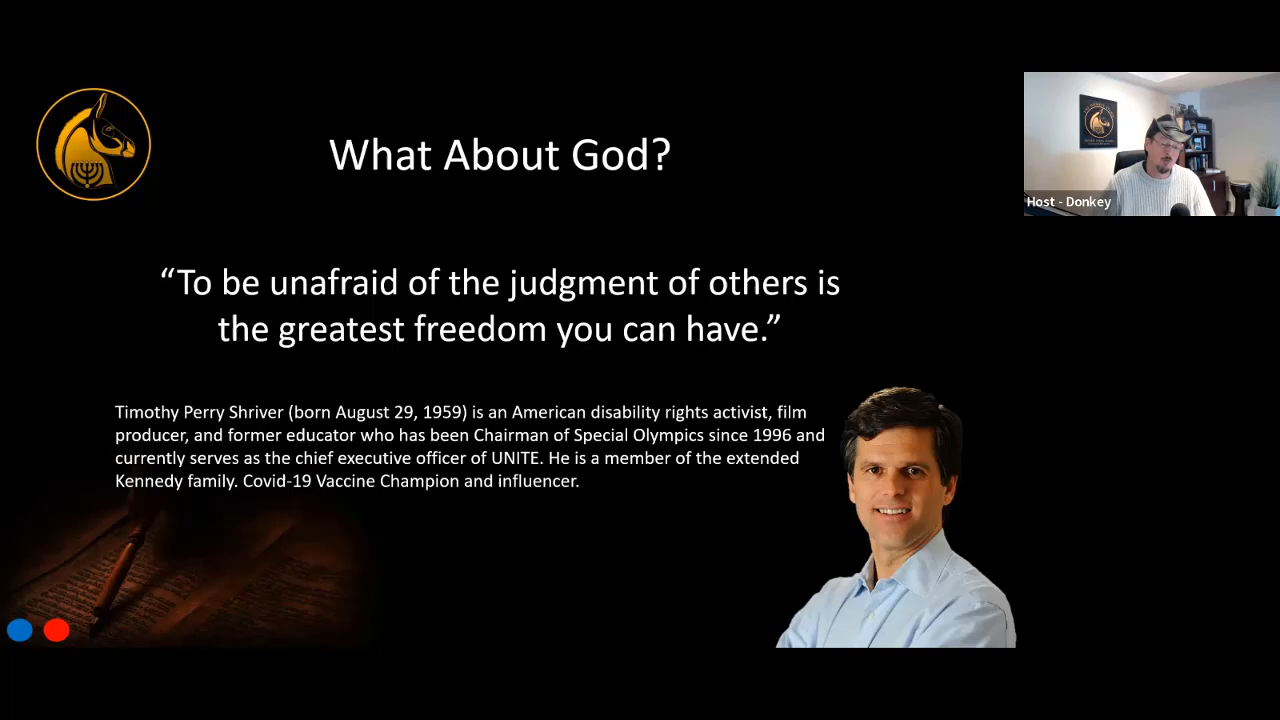 What About God?
“To be unafraid of the judgment of others is
the greatest freedom you can have.”
Timothy Perry Shriver (born August 29, 1959) is an American disability rights activist, film
producer, and former educator who has been Chairman of Special Olympics since 1996 and
currently serves as the chief executive officer of UNITE. He is a member of the extended
Kennedy family. Covid-19 Vaccine Champion and influencer.
Host - Donkey